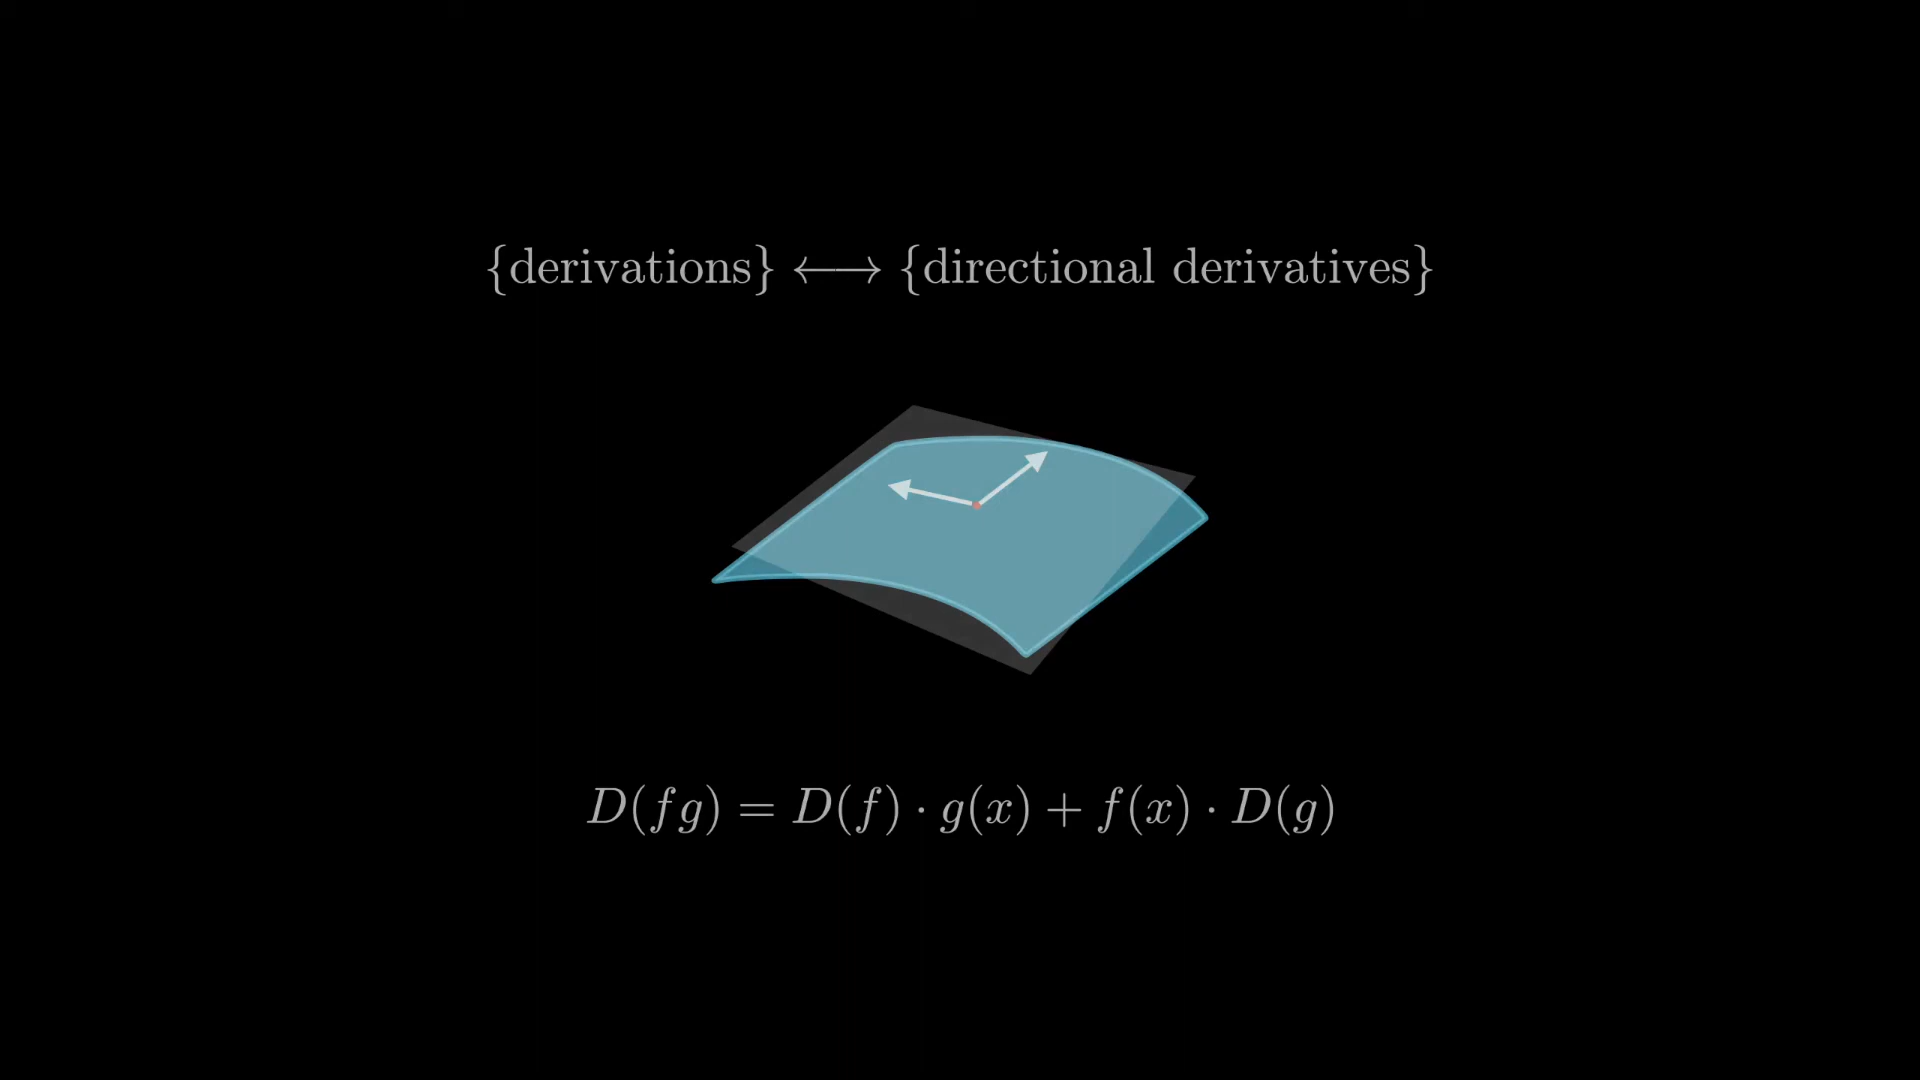 {derivations} ⟷ {directional derivatives}
D(fg) = D(f) · g(x) + f(x) · D(g)